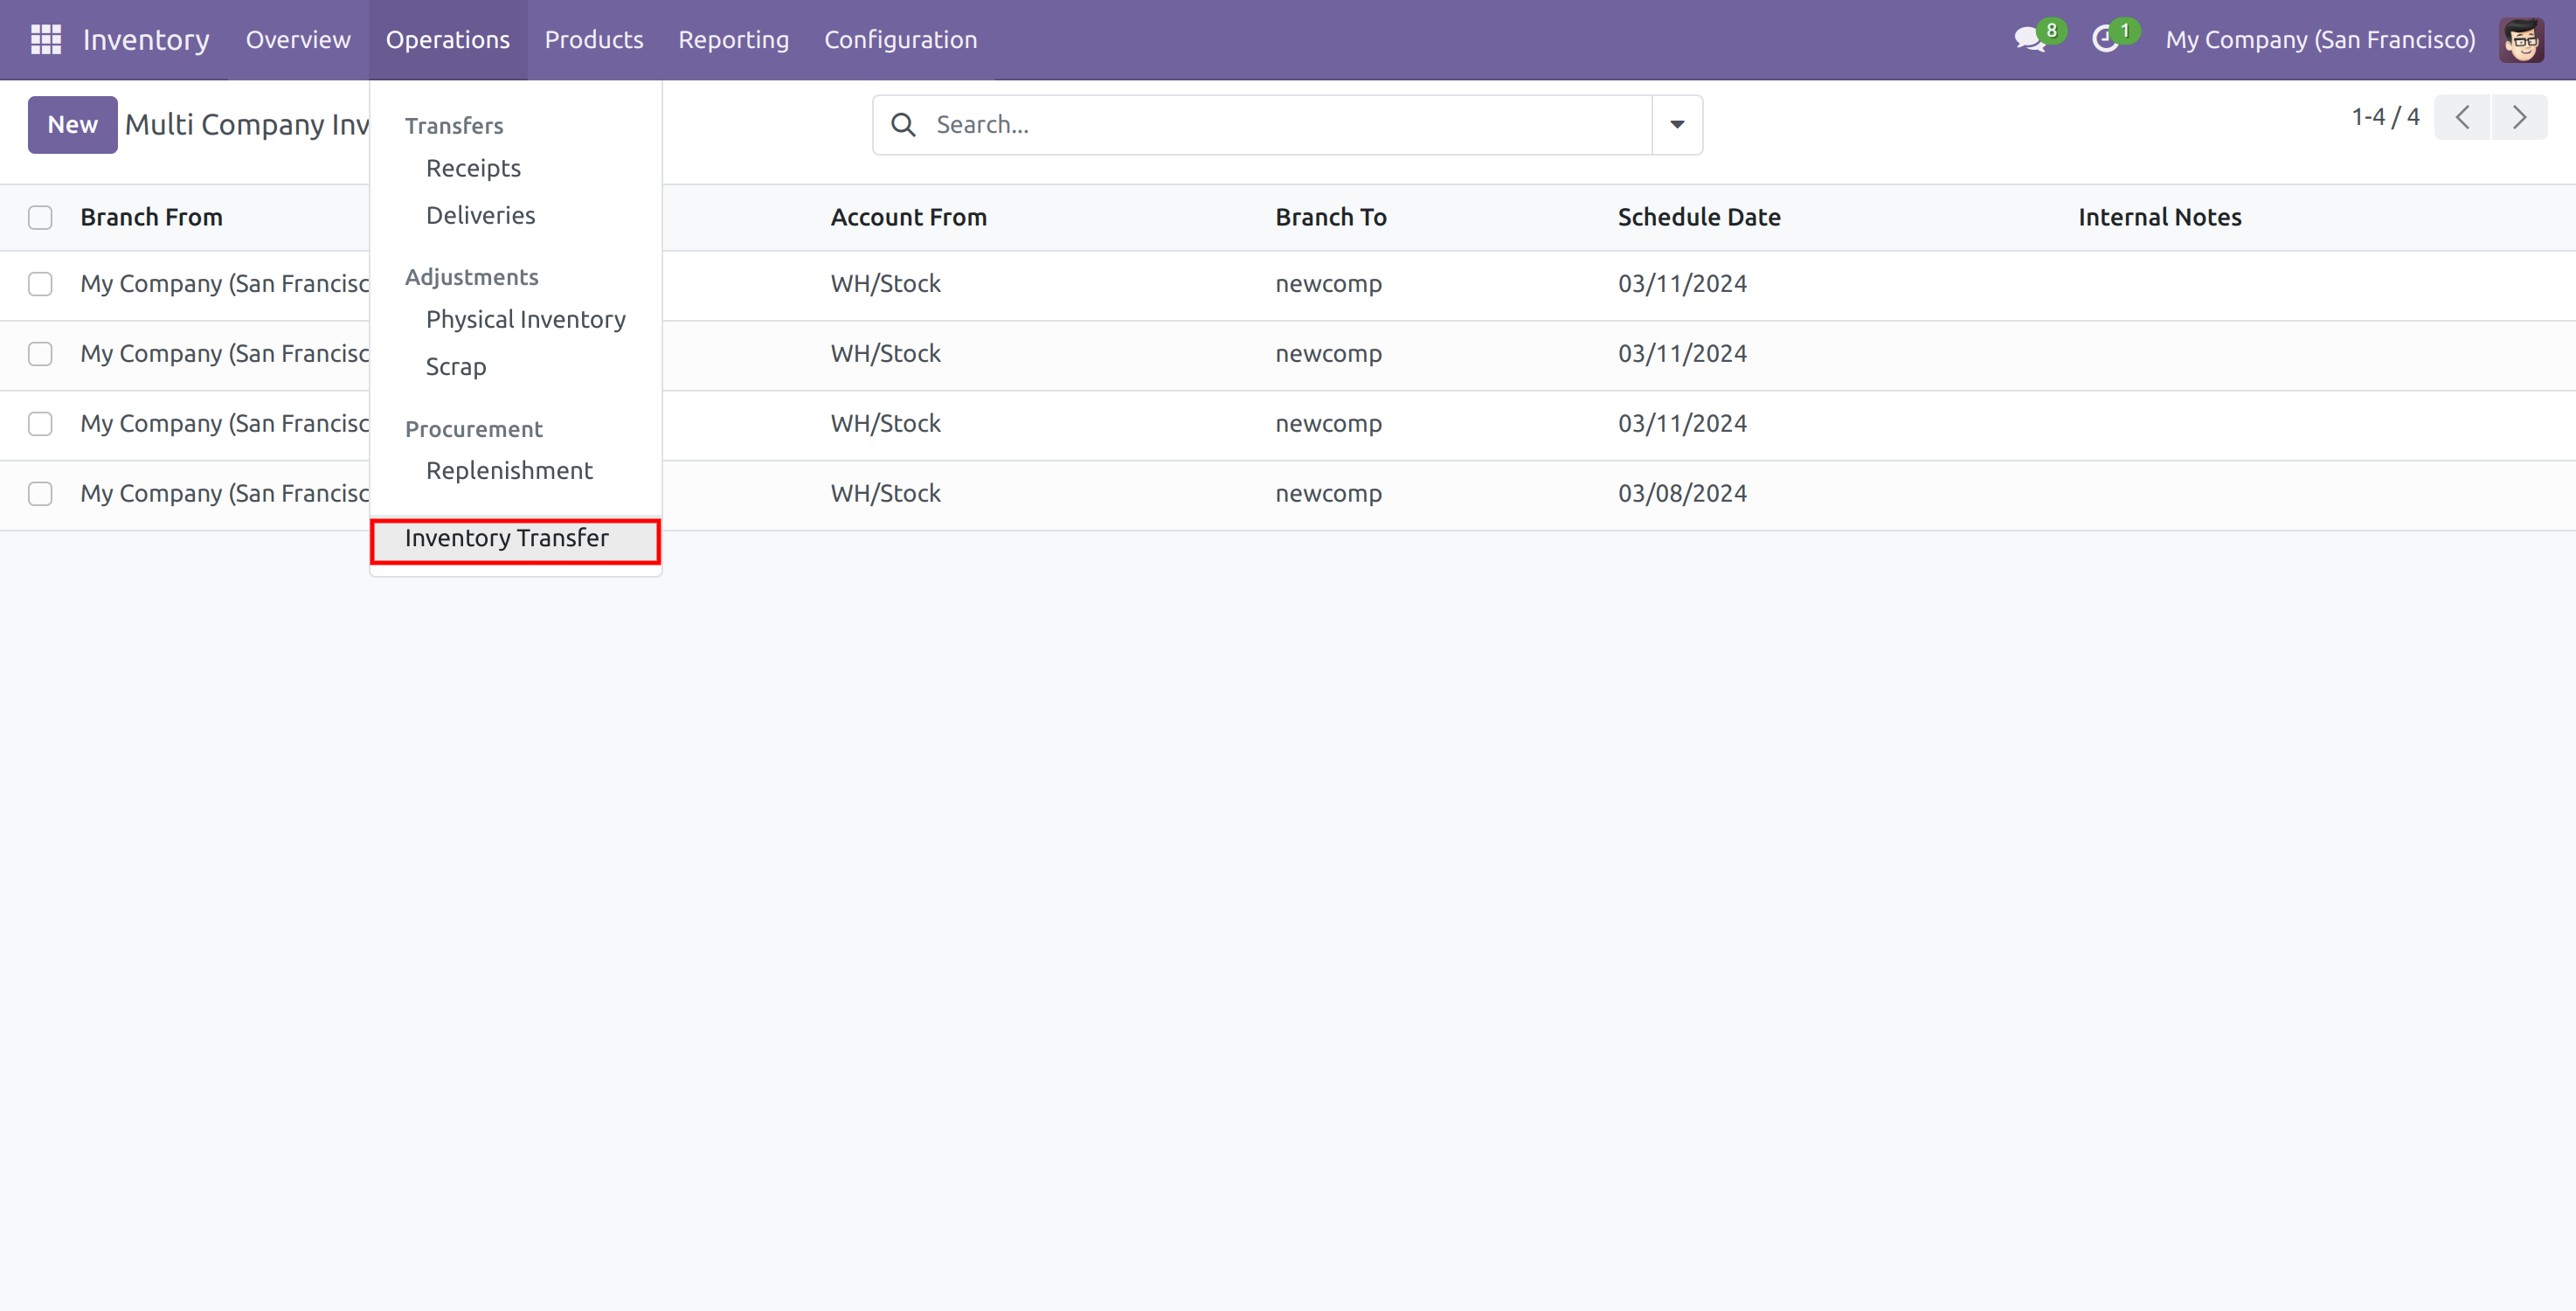 Inventory Overview Operations Products Reporting Configuration 8 1 My Company (San Francisco)
New Multi Company Inv Search... 1-4 / 4
Transfers
Receipts
Deliveries
Adjustments
Physical Inventory
Scrap
Procurement
Replenishment
Inventory Transfer
Branch From Account From Branch To Schedule Date Internal Notes
My Company (San Francisc WH/Stock newcomp 03/11/2024
My Company (San Francisc WH/Stock newcomp 03/11/2024
My Company (San Francisc WH/Stock newcomp 03/11/2024
My Company (San Francisc WH/Stock newcomp 03/08/2024